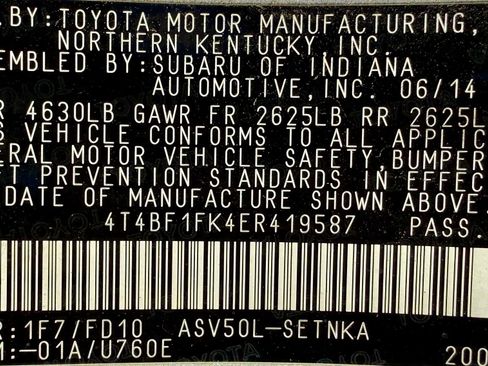 .BY:TOYOTA MOTOR MANUFACTURING,
NORTHERN KENTUCKY, INC.
EMBLED BY:SUBARU OF INDIANA
AUTOMOTIVE, INC. 06/14
R 4630LB GAWR FR 2625LB RR 2625L
S VEHICLE CONFORMS TO ALL APPLIC
ERAL MOTOR VEHICLE SAFETY, BUMPER
FT PREVENTION STANDARDS IN EFFEC
DATE OF MANUFACTURE SHOWN ABOVE.
4T4BF1FK4ER419587 PASS.
R:1F7/FD10 ASV50L-SETNKA
M:-01A/U760E 200